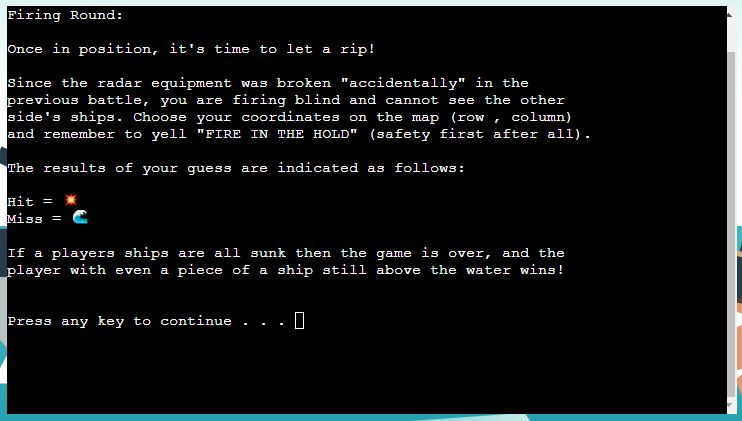 Firing Round:
Once in position, it's time to let a rip!
Since the radar equipment was broken "accidentally" in the
previous battle, you are firing blind and cannot see the other
side's ships. Choose your coordinates on the map (row , column)
and remember to yell "FIRE IN THE HOLD" (safety first after all).
The results of your guess are indicated as follows:
Hit = 💥
Miss = 🌊
If a players ships are all sunk then the game is over, and the
player with even a piece of a ship still above the water wins!
Press any key to continue . . .